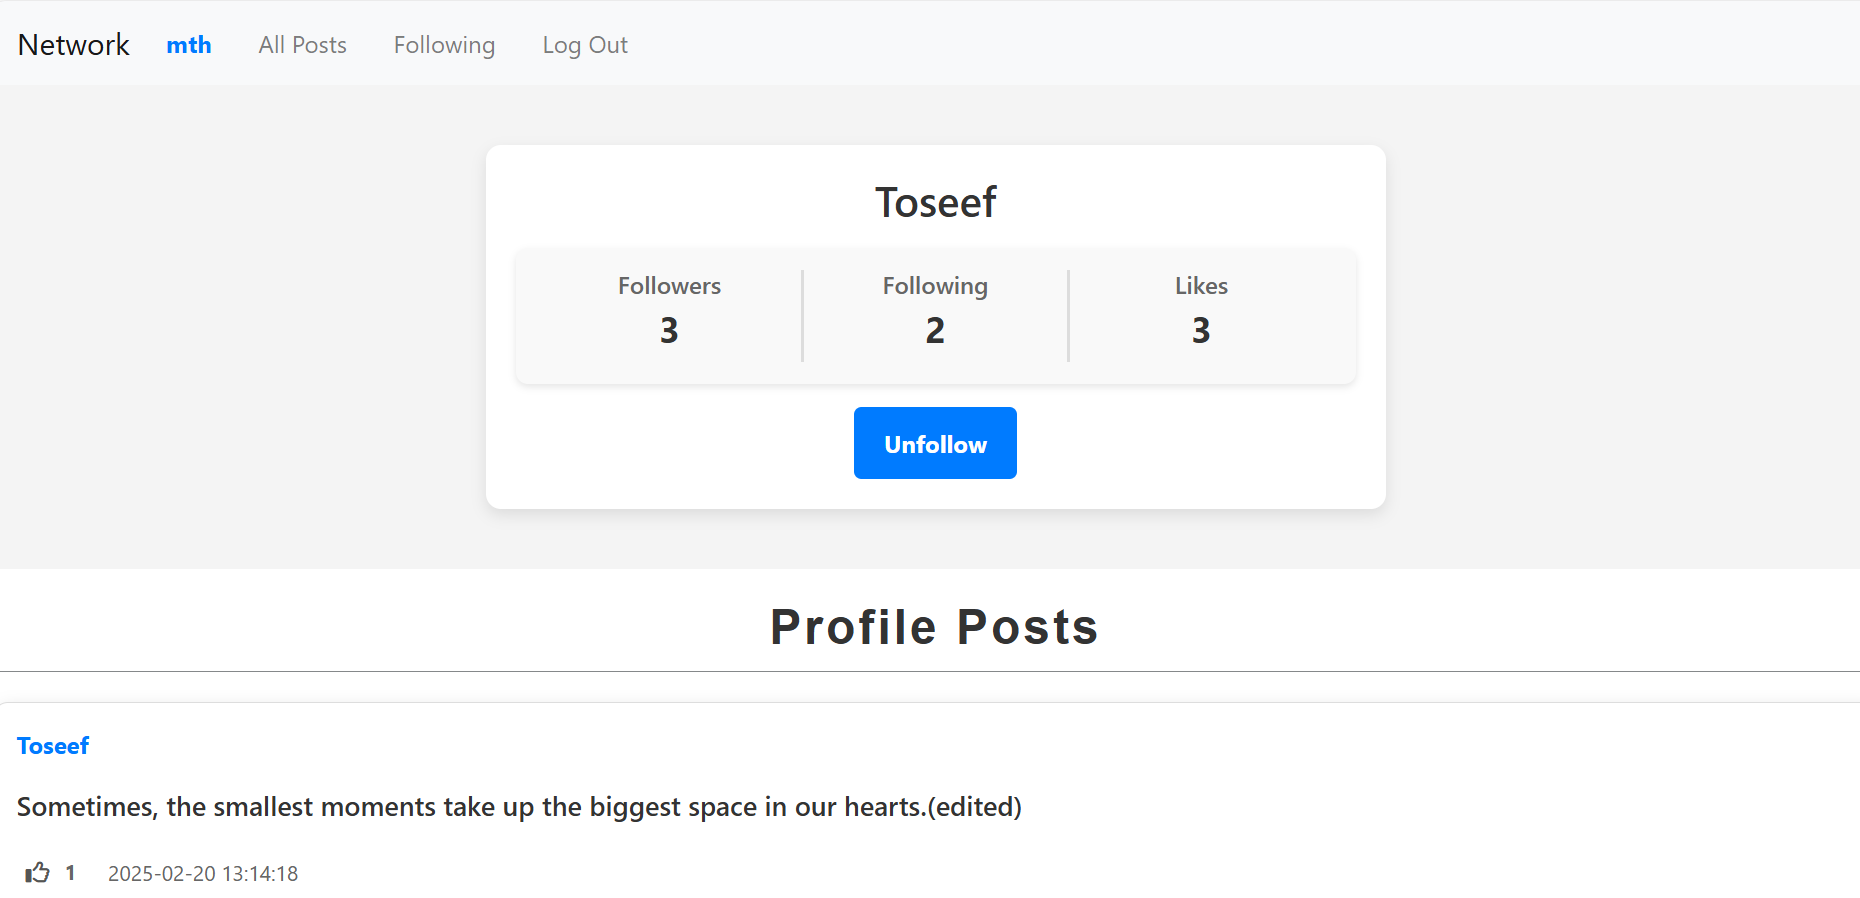 Network mth All Posts Following Log Out
Toseef
Followers Following Likes
3 2 3
Unfollow
Profile Posts
Toseef
Sometimes, the smallest moments take up the biggest space in our hearts.(edited)
1 2025-02-20 13:14:18